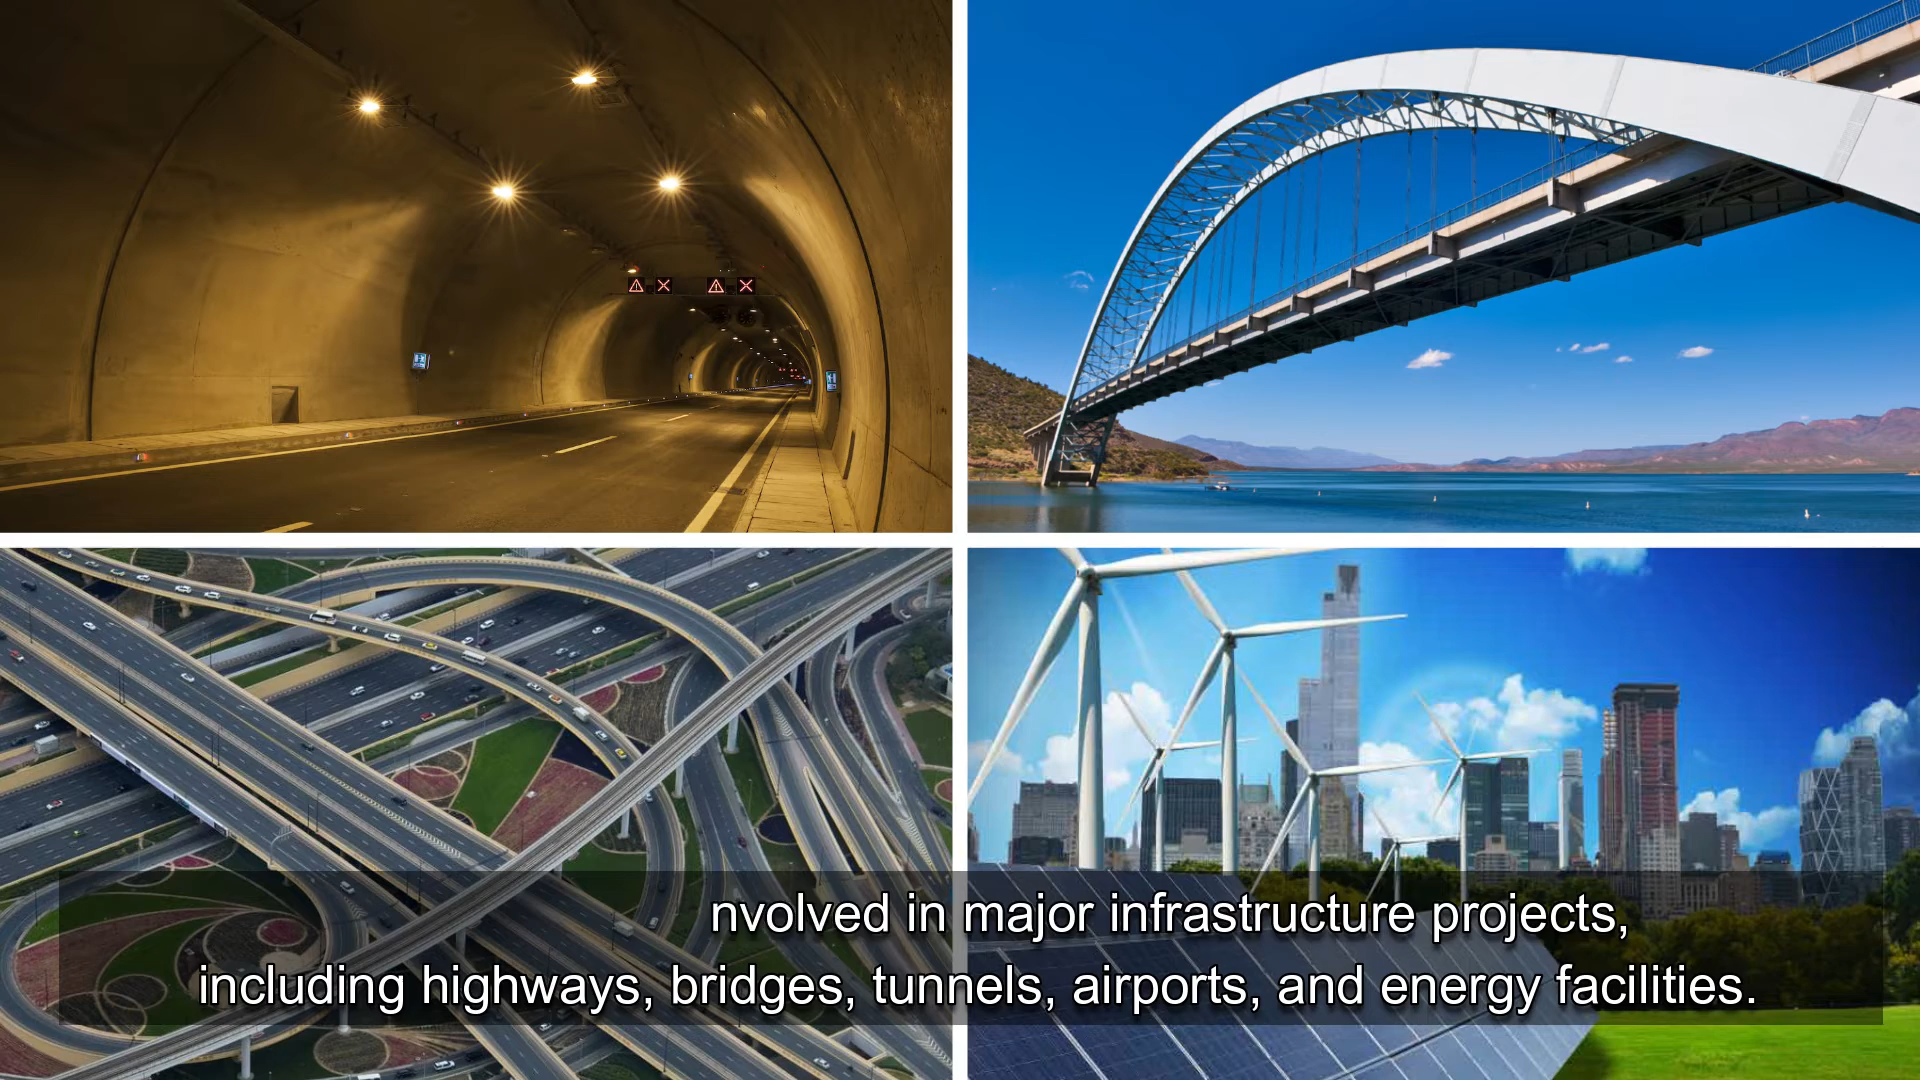 nvolved in major infrastructure projects,
including highways, bridges, tunnels, airports, and energy facilities.